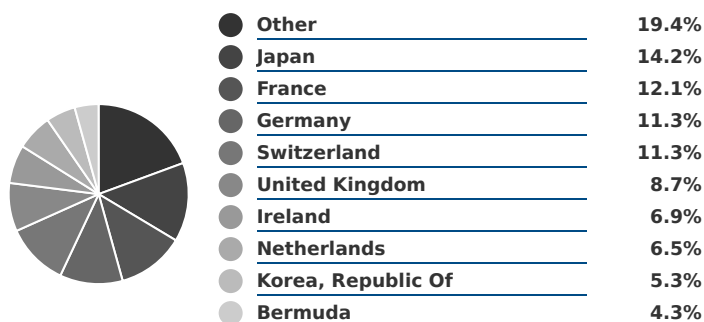 Other 19.4%
Japan 14.2%
France 12.1%
Germany 11.3%
Switzerland 11.3%
United Kingdom 8.7%
Ireland 6.9%
Netherlands 6.5%
Korea, Republic Of 5.3%
Bermuda 4.3%